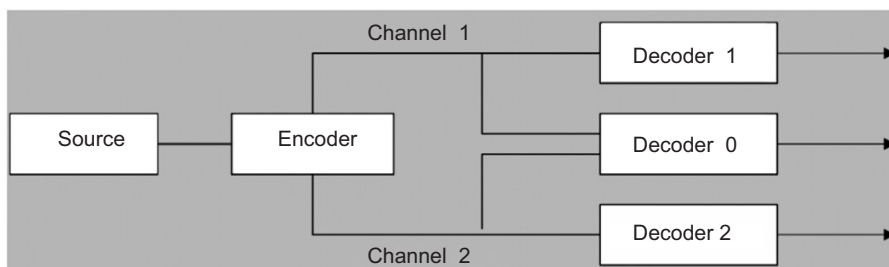 Channel 1
Decoder 1
Source
Encoder
Decoder 0
Decoder 2
Channel 2